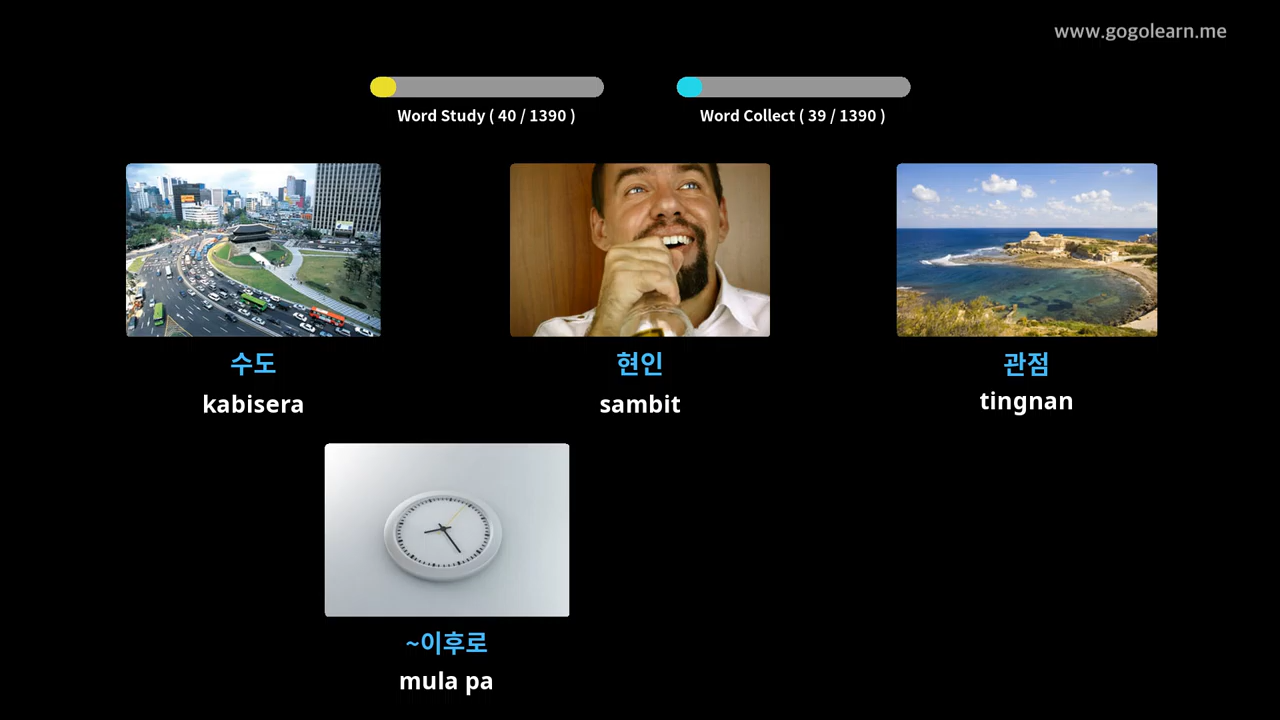 www.gogolearn.me
Word Study ( 40 / 1390 )
Word Collect ( 39 / 1390 )
수도
kabisera
현인
sambit
관점
tingnan
~이후로
mula pa